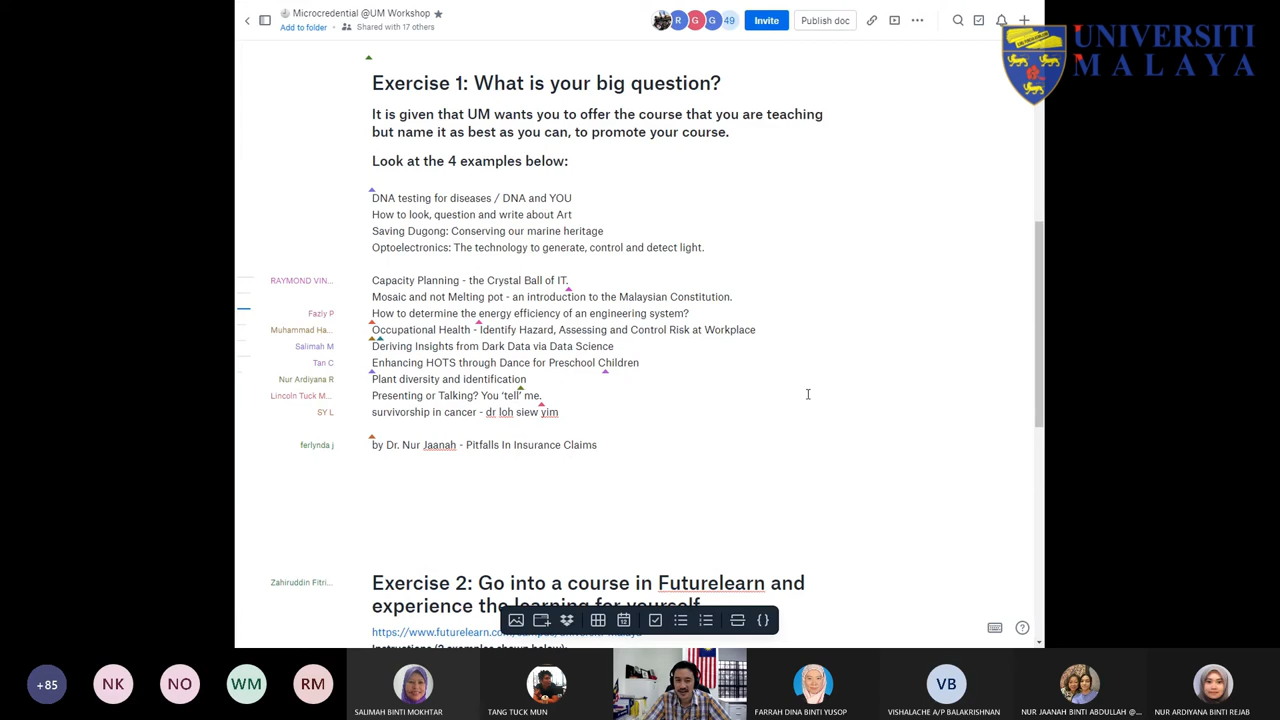 Microcredential @UM Workshop
Add to folder
Shared with 17 others
R G G 49
Invite
Publish doc
UNIVERSITI
MALAYA
Exercise 1: What is your big question?
It is given that UM wants you to offer the course that you are teaching
but name it as best as you can, to promote your course.
Look at the 4 examples below:
DNA testing for diseases / DNA and YOU
How to look, question and write about Art
Saving Dugong: Conserving our marine heritage
Optoelectronics: The technology to generate, control and detect light.
RAYMOND VIN... Capacity Planning - the Crystal Ball of IT.
Mosaic and not Melting pot - an introduction to the Malaysian Constitution.
Fazly P How to determine the energy efficiency of an engineering system?
Muhammad Ha... Occupational Health - Identify Hazard, Assessing and Control Risk at Workplace
Salimah M Deriving Insights from Dark Data via Data Science
Tan C Enhancing HOTS through Dance for Preschool Children
Nur Ardiyana R Plant diversity and identification
Lincoln Tuck M... Presenting or Talking? You ‘tell’ me.
SY L survivorship in cancer - dr loh siew yim
ferlynda j by Dr. Nur Jaanah - Pitfalls In Insurance Claims
Zahiruddin Fitri... Exercise 2: Go into a course in Futurelearn and
experience the learning for yourself
https://www.futurelearn.com/
+85 NK NO WM RM VB
SALIMAH BINTI MOKHTAR
TANG TUCK MUN
FARRAH DINA BINTI YUSOP
VISHALACHE A/P BALAKRISHNAN
NUR JAANAH BINTI ABDULLAH @...
NUR ARDIYANA BINTI REJAB